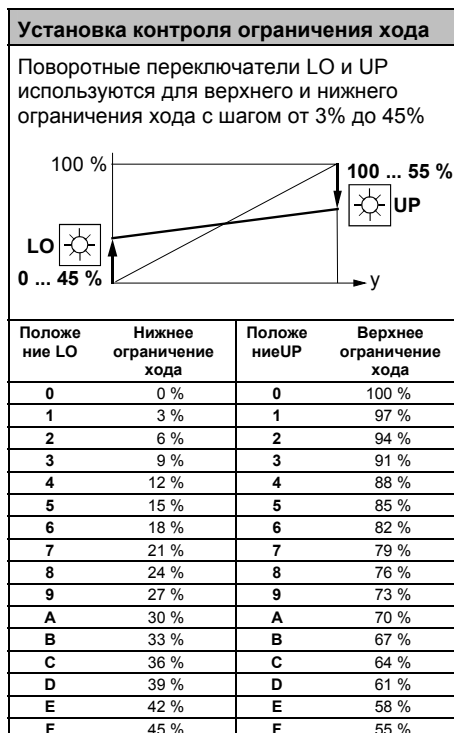 Установка контроля ограничения хода
Поворотные переключатели LO и UP
используются для верхнего и нижнего
ограничения хода с шагом от 3% до 45%
100 %
100 ... 55 %
UP
LO
0 ... 45 %
y
Положе ние LO Нижнее ограничение хода Положе ниеUP Верхнее ограничение хода
0 0 % 0 100 %
1 3 % 1 97 %
2 6 % 2 94 %
3 9 % 3 91 %
4 12 % 4 88 %
5 15 % 5 85 %
6 18 % 6 82 %
7 21 % 7 79 %
8 24 % 8 76 %
9 27 % 9 73 %
A 30 % A 70 %
B 33 % B 67 %
C 36 % C 64 %
D 39 % D 61 %
E 42 % E 58 %
F 45 % F 55 %